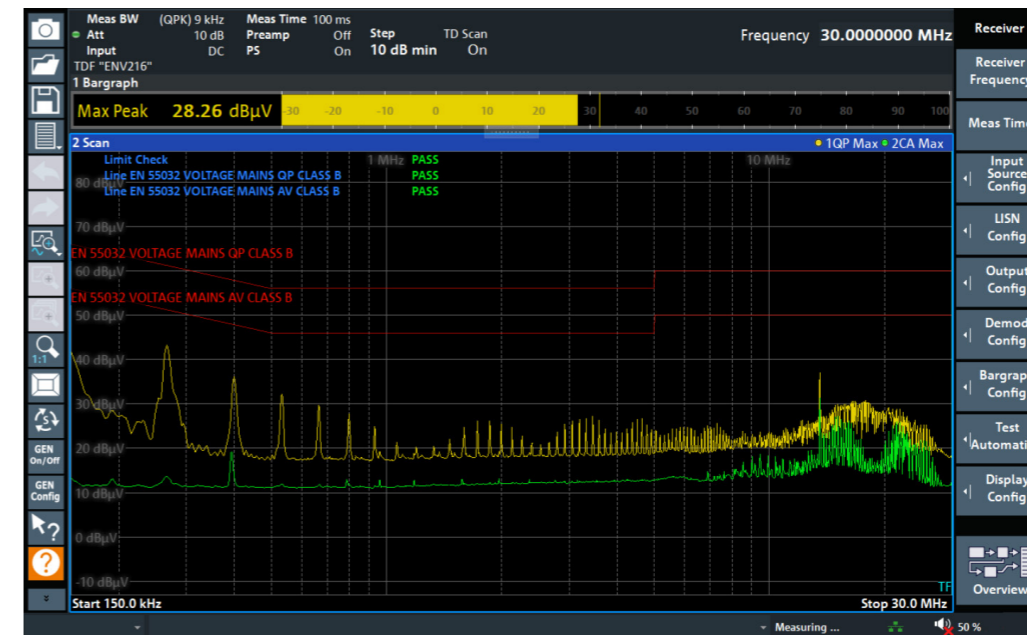 Meas BW (QPK) 9 kHz Meas Time 100 ms
Att 10 dB Preamp Off Step TD Scan
Input DC PS On 10 dB min On
Frequency 30.0000000 MHz
TDF "ENV216"
1 Bargraph
Max Peak 28.26 dBµV
-30 -20 -10 0 10 20 30 40 50 60 70 80 90 100
2 Scan
1QP Max 2CA Max
Limit Check 1 MHz PASS 10 MHz
Line EN 55032 VOLTAGE MAINS QP CLASS B PASS
80 dBµV
Line EN 55032 VOLTAGE MAINS AV CLASS B PASS
70 dBµV
EN 55032 VOLTAGE MAINS QP CLASS B
60 dBµV
EN 55032 VOLTAGE MAINS AV CLASS B
50 dBµV
40 dBµV
30 dBµV
20 dBµV
10 dBµV
0 dBµV
-10 dBµV
TF
Start 150.0 kHz Stop 30.0 MHz
Measuring ... 50 %
1:1
GEN
On/Off
GEN
Config
?
?
Receiver
Receiver
Frequency
Meas Time
Input
Source
Config
LISN
Config
Output
Config
Demod
Config
Bargrap
Config
Test
Automati
Display
Config
Overview